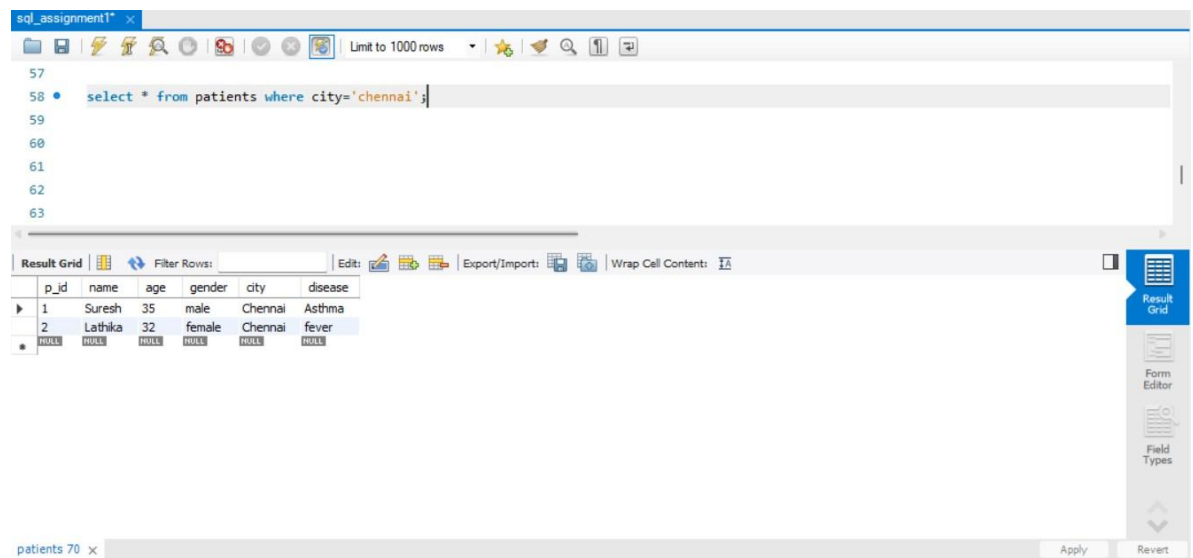 sql_assignment1*
Limit to 1000 rows
57
58 select * from patients where city='chennai';
59
60
61
62
63
Result Grid Filter Rows: Edit: Export/Import: Wrap Cell Content:
p_id name age gender city disease
1 Suresh 35 male Chennai Asthma
2 Lathika 32 female Chennai fever
NULL NULL NULL NULL NULL NULL
Result
Grid
Form
Editor
Field
Types
patients 70 Apply Revert